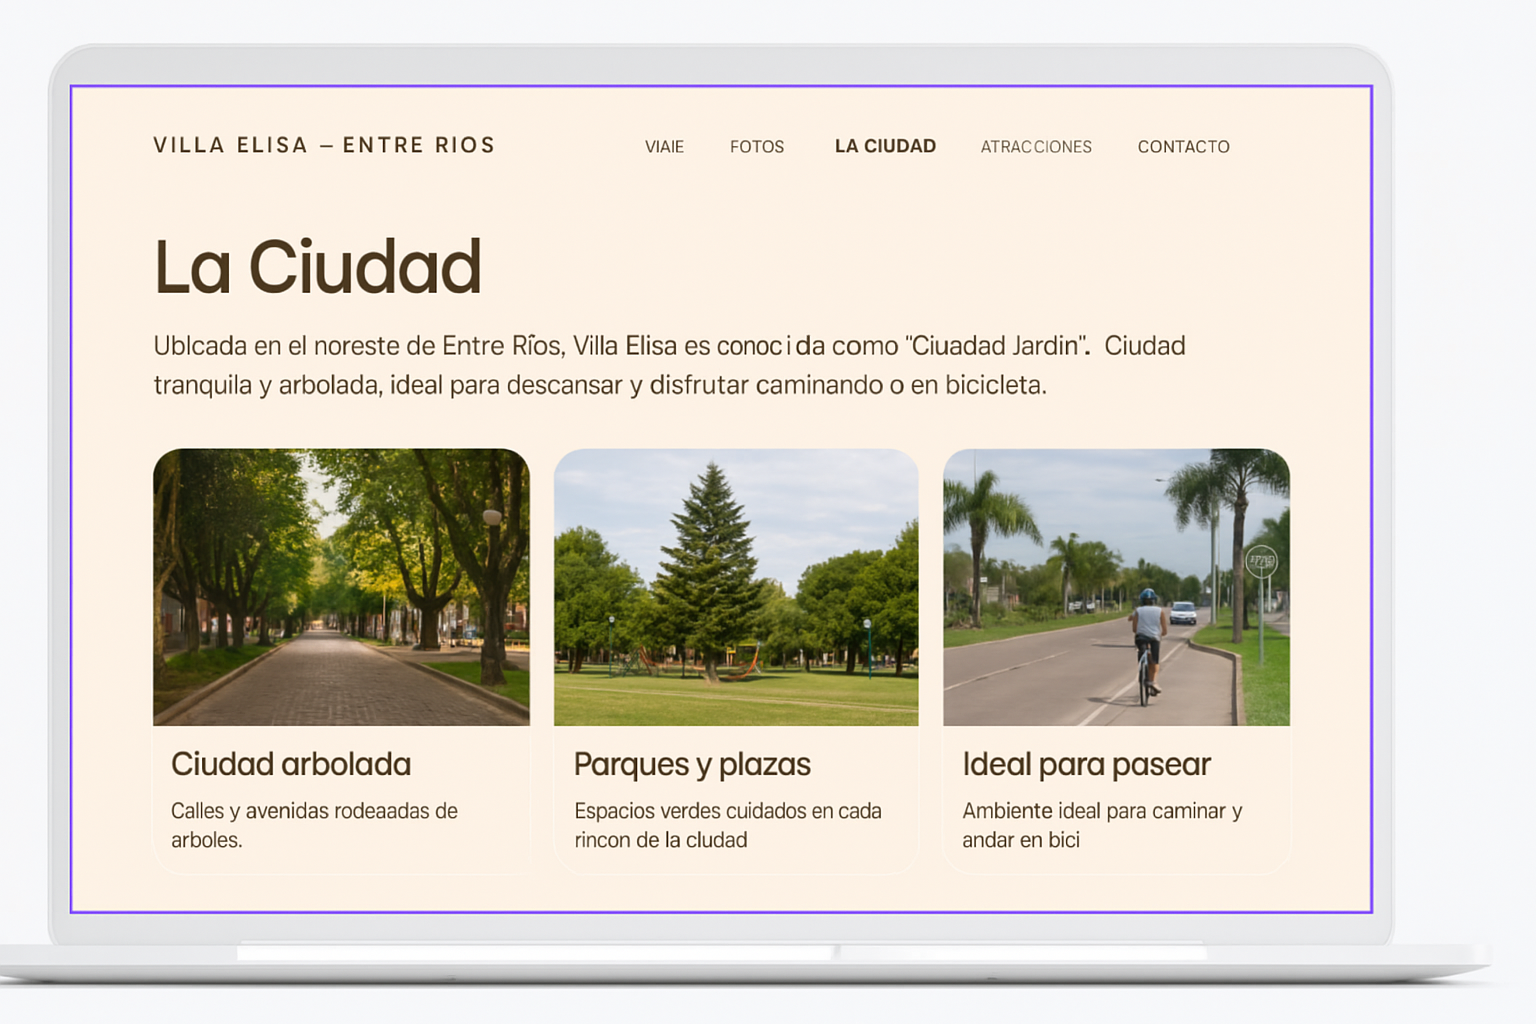 VILLA ELISA – ENTRE RIOS
VIAIE FOTOS LA CIUDAD ATRACCIONES CONTACTO
La Ciudad
Ublcada en el noreste de Entre Rîos, Villa Elisa es conocida como "Ciuadad Jardin". Ciudad
tranquila y arbolada, ideal para descansar y disfrutar caminando o en bicicleta.
Ciudad arbolada
Calles y avenidas rodeaadas de
arboles.
Parques y plazas
Espacios verdes cuidados en cada
rincon de la cludad
Ideal para pasear
Ambiente ideal para caminar y
andar en bici